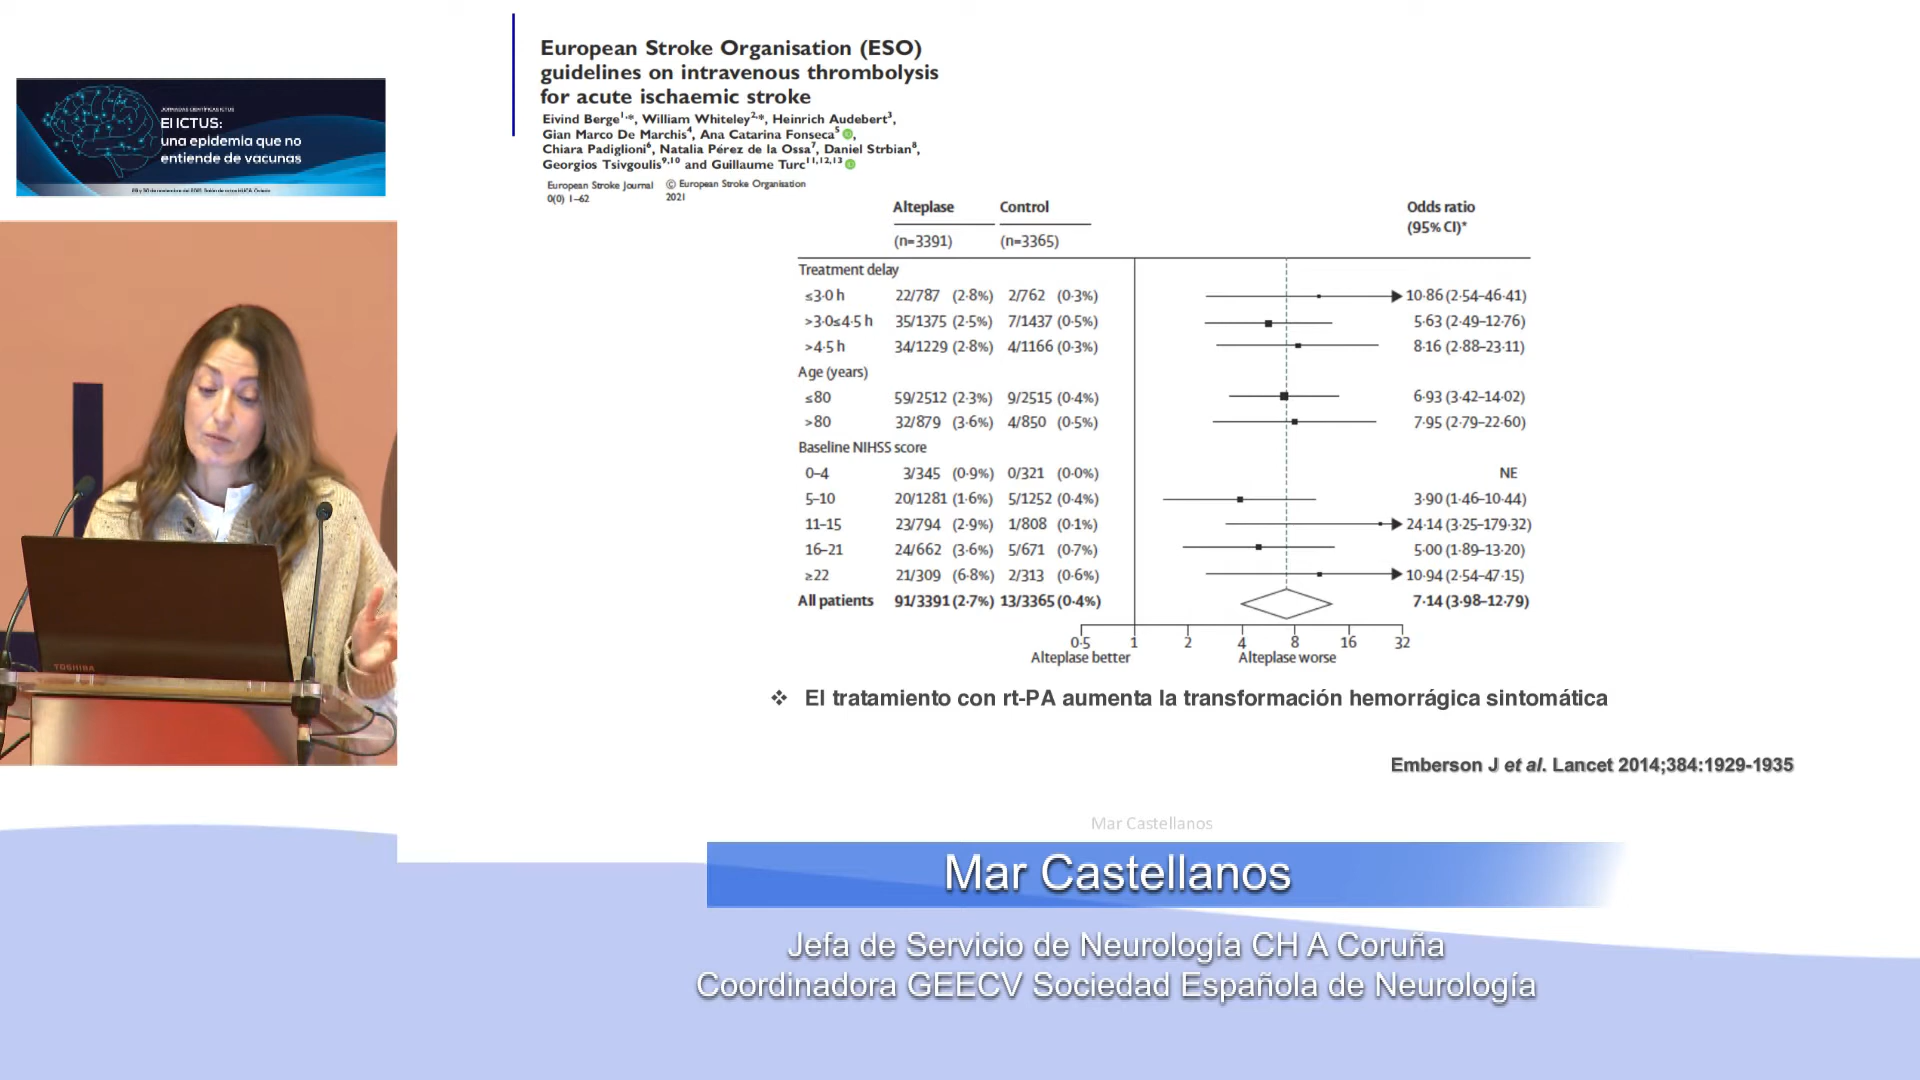 European Stroke Organisation (ESO)
guidelines on intravenous thrombolysis
for acute ischaemic stroke
Eivind Berge1,*, William Whiteley2,*, Heinrich Audebert3,
Gian Marco De Marchis4, Ana Catarina Fonseca5,
Chiara Padiglioni6, Natalia Pérez de la Ossa7, Daniel Strbian8,
Georgios Tsivgoulis9,10 and Guillaume Turc11,12,13
European Stroke Journal
0(0) 1–62
© European Stroke Organisation
2021
JORNADAS CIENTÍFICAS ICTUS
El ICTUS:
una epidemia que no
entiende de vacunas
Alteplase Control Odds ratio
(n=3391) (n=3365) (95% CI)*
Treatment delay
≤3·0 h 22/787 (2·8%) 2/762 (0·3%) 10·86 (2·54–46·41)
>3·0≤4·5 h 35/1375 (2·5%) 7/1437 (0·5%) 5·63 (2·49–12·76)
>4·5 h 34/1229 (2·8%) 4/1166 (0·3%) 8·16 (2·88–23·11)
Age (years)
≤80 59/2512 (2·3%) 9/2515 (0·4%) 6·93 (3·42–14·02)
>80 32/879 (3·6%) 4/850 (0·5%) 7·95 (2·79–22·60)
Baseline NIHSS score
0–4 3/345 (0·9%) 0/321 (0·0%) NE
5–10 20/1281 (1·6%) 5/1252 (0·4%) 3·90 (1·46–10·44)
11–15 23/794 (2·9%) 1/808 (0·1%) 24·14 (3·25–179·32)
16–21 24/662 (3·6%) 5/671 (0·7%) 5·00 (1·89–13·20)
≥22 21/309 (6·8%) 2/313 (0·6%) 10·94 (2·54–47·15)
All patients 91/3391 (2·7%) 13/3365 (0·4%) 7·14 (3·98–12·79)
0·5 1 2 4 8 16 32
Alteplase better Alteplase worse
TOSHIBA
❖ El tratamiento con rt-PA aumenta la transformación hemorrágica sintomática
Emberson J et al. Lancet 2014;384:1929-1935
Mar Castellanos
Mar Castellanos
Jefa de Servicio de Neurología CH A Coruña
Coordinadora GEECV Sociedad Española de Neurología